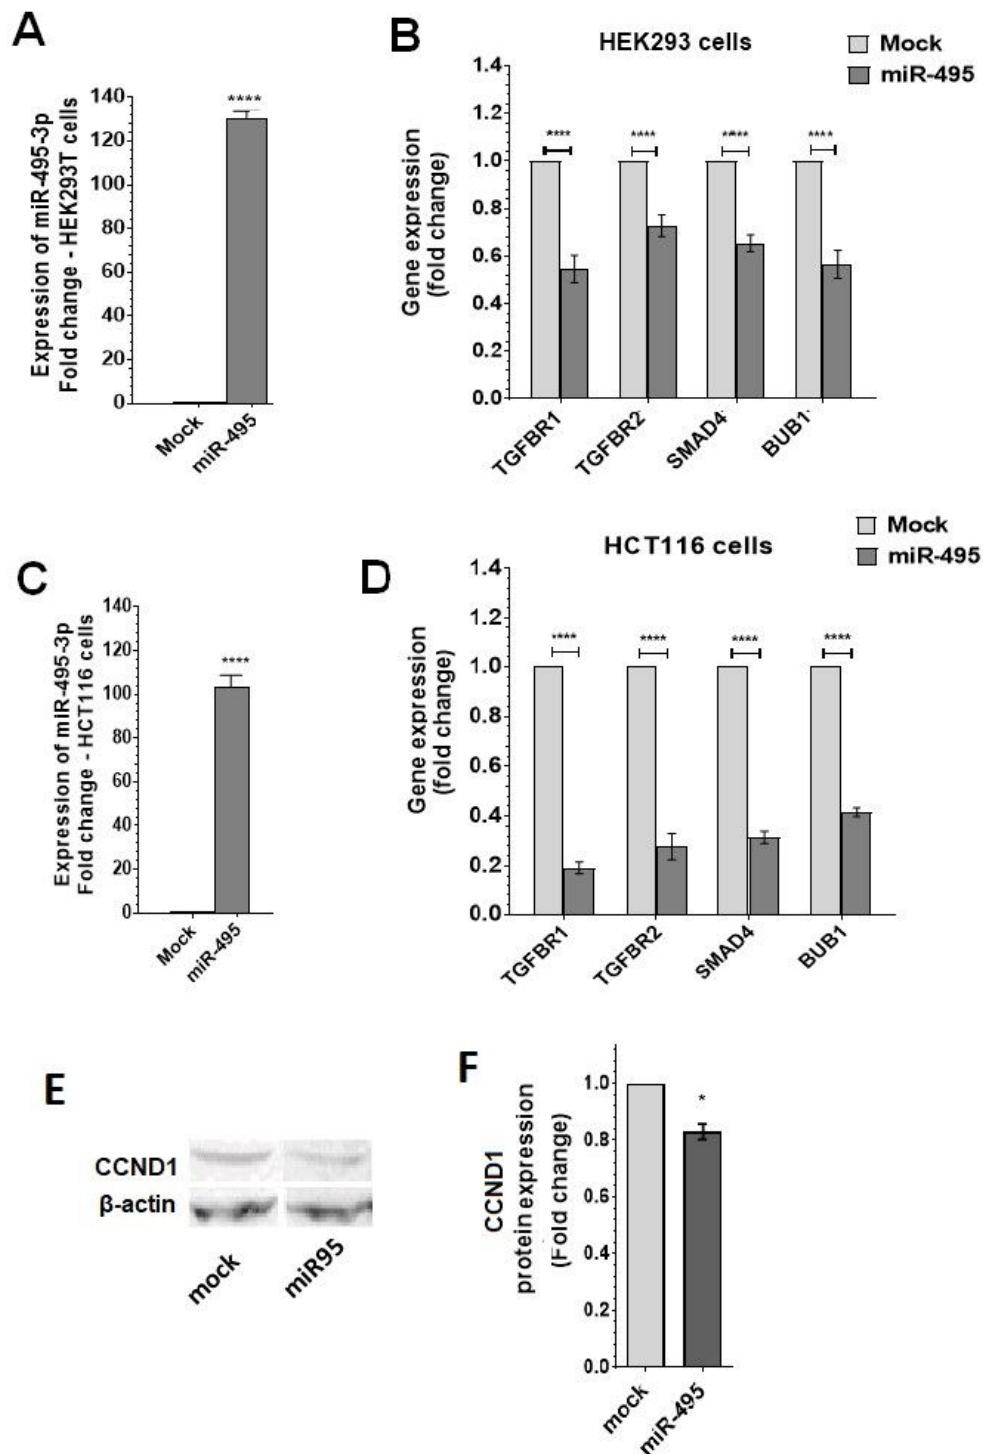 A
Expression of miR-495-3p
Fold change - HEK293T cells
140
120
100
80
60
40
20
0
****
Mock
miR-495
B
HEK293 cells
Mock
miR-495
Gene expression
(fold change)
1.4
1.2
1.0
0.8
0.6
0.4
0.2
0.0
****
****
****
****
TGFBR1
TGFBR2
SMAD4
BUB1
C
Expression of miR-495-3p
Fold change - HCT116 cells
140
120
100
80
60
40
20
0
****
Mock
miR-495
D
HCT116 cells
Mock
miR-495
Gene expression
(fold change)
1.4
1.2
1.0
0.8
0.6
0.4
0.2
0.0
****
****
****
****
TGFBR1
TGFBR2
SMAD4
BUB1
E
CCND1
β-actin
mock
miR95
F
CCND1
protein expression
(Fold change)
1.0
0.8
0.6
0.4
0.2
0.0
*
mock
miR-495